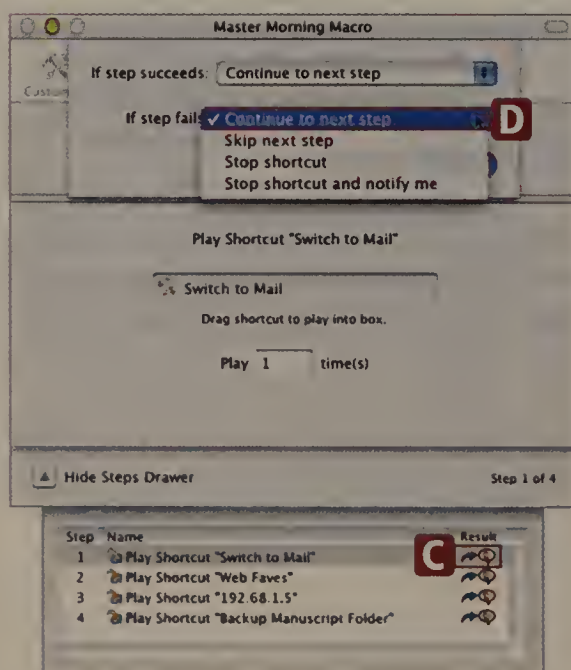 Master Morning Macro
If step succeeds: Continue to next step
If step fails ✓ Continue to next step
D
Skip next step
Stop shortcut
Stop shortcut and notify me
Play Shortcut "Switch to Mail"
Switch to Mail
Drag shortcut to play into box.
Play 1 time(s)
Hide Steps Drawer Step 1 of 4
Step Name Result
1 Play Shortcut "Switch to Mail" C
2 Play Shortcut "Web Faves"
3 Play Shortcut "192.68.1.5"
4 Play Shortcut "Backup Manuscript Folder"